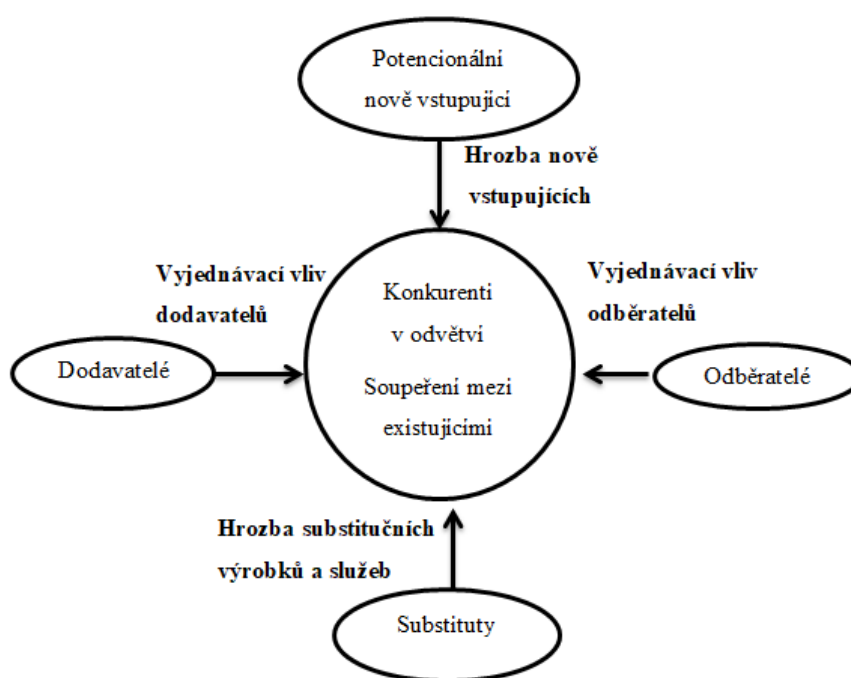 Potencionální
nově vstupující
Hrozba nově
vstupujících
Vyjednávací vliv
dodavatelů
Vyjednávací vliv
odběratelů
Konkurenti
v odvětví
Soupeření mezi
existujícími
Dodavatelé
Odběratelé
Hrozba substitučních
výrobků a služeb
Substituty